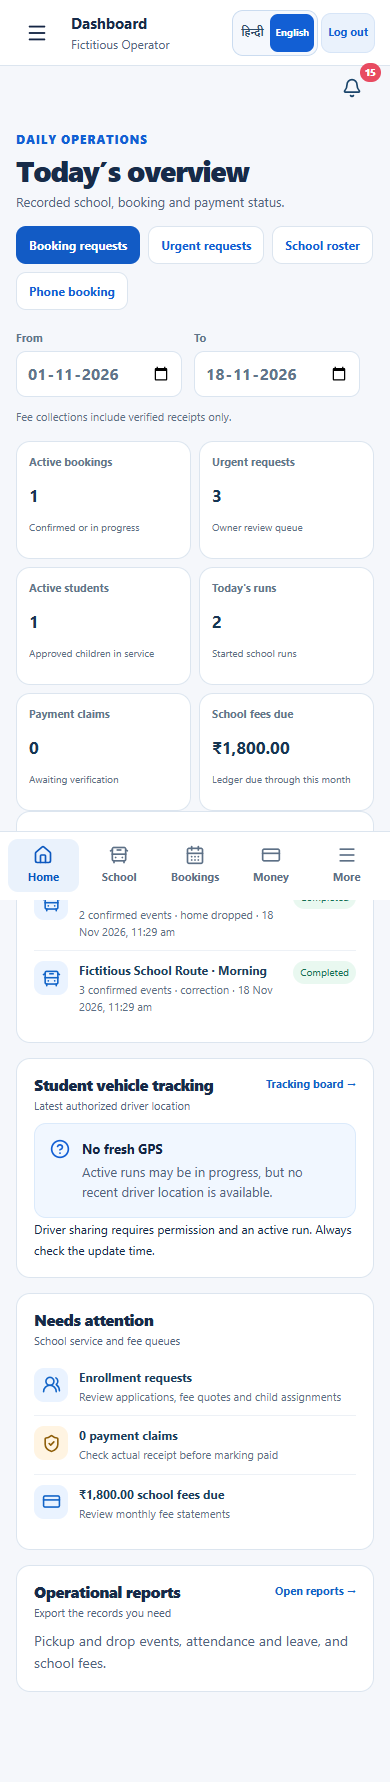 Dashboard
Fictitious Operator
हिन्दी
English
Log out
15
DAILY OPERATIONS
Today´s overview
Recorded school, booking and payment status.
Booking requests
Urgent requests
School roster
Phone booking
From
To
01-11-2026
18-11-2026
Fee collections include verified receipts only.
Active bookings
1
Confirmed or in progress
Urgent requests
3
Owner review queue
Active students
1
Approved children in service
Today's runs
2
Started school runs
Payment claims
0
Awaiting verification
School fees due
₹1,800.00
Ledger due through this month
Home
School
Bookings
Money
More
2 confirmed events · home dropped · 18
Nov 2026, 11:29 am
Fictitious School Route · Morning
Completed
3 confirmed events · correction · 18 Nov
2026, 11:29 am
Student vehicle tracking
Tracking board →
Latest authorized driver location
No fresh GPS
Active runs may be in progress, but no
recent driver location is available.
Driver sharing requires permission and an active run. Always
check the update time.
Needs attention
School service and fee queues
Enrollment requests
Review applications, fee quotes and child assignments
0 payment claims
Check actual receipt before marking paid
₹1,800.00 school fees due
Review monthly fee statements
Operational reports
Open reports →
Export the records you need
Pickup and drop events, attendance and leave, and
school fees.